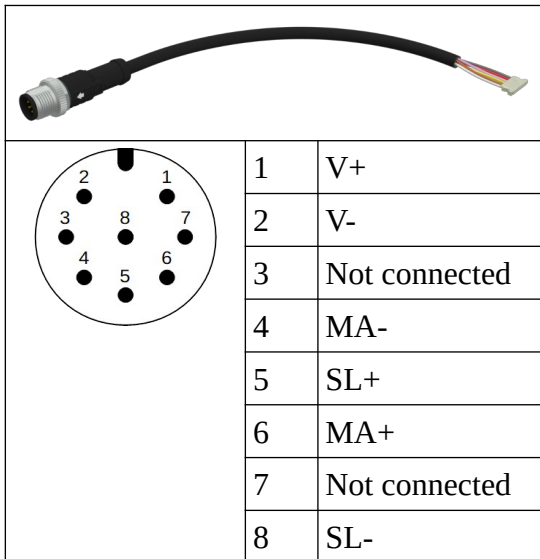 2 1
3 8 7
4 6
5
1 V+
2 V-
3 Not connected
4 MA-
5 SL+
6 MA+
7 Not connected
8 SL-